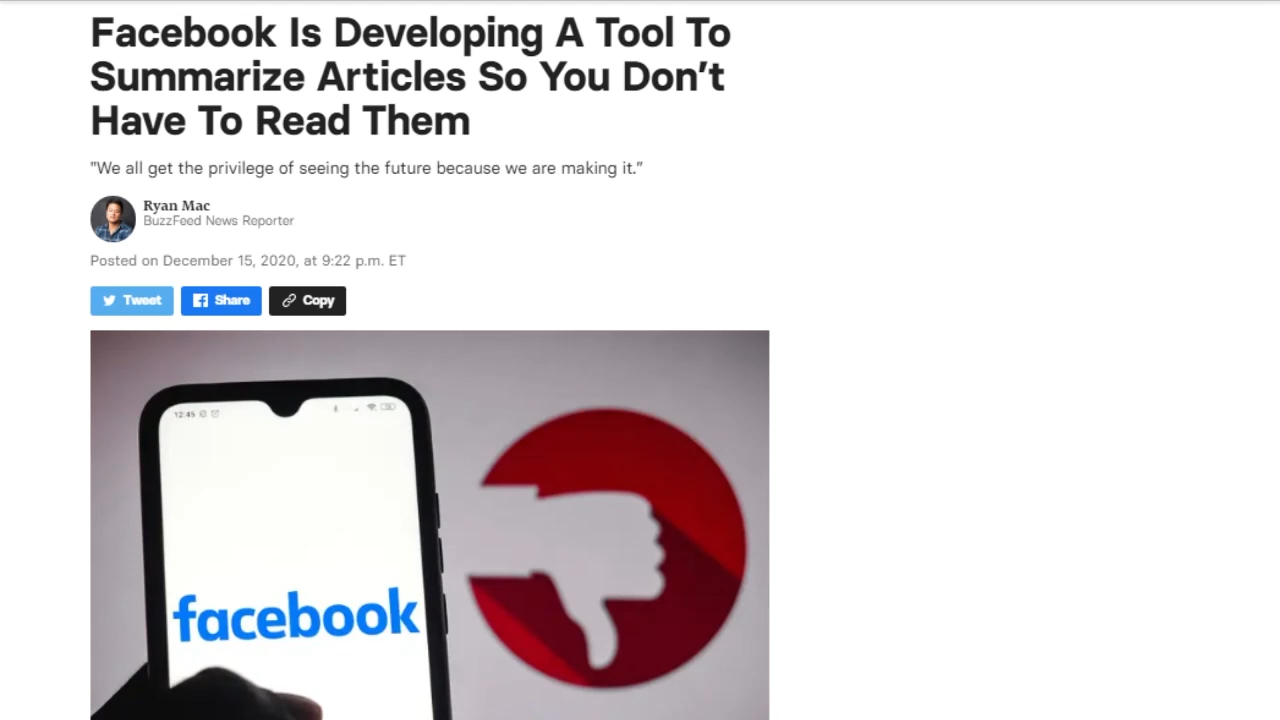 Facebook Is Developing A Tool To
Summarize Articles So You Don’t
Have To Read Them
"We all get the privilege of seeing the future because we are making it.”
Ryan Mac
BuzzFeed News Reporter
Posted on December 15, 2020, at 9:22 p.m. ET
Tweet Share Copy
12:45
facebook